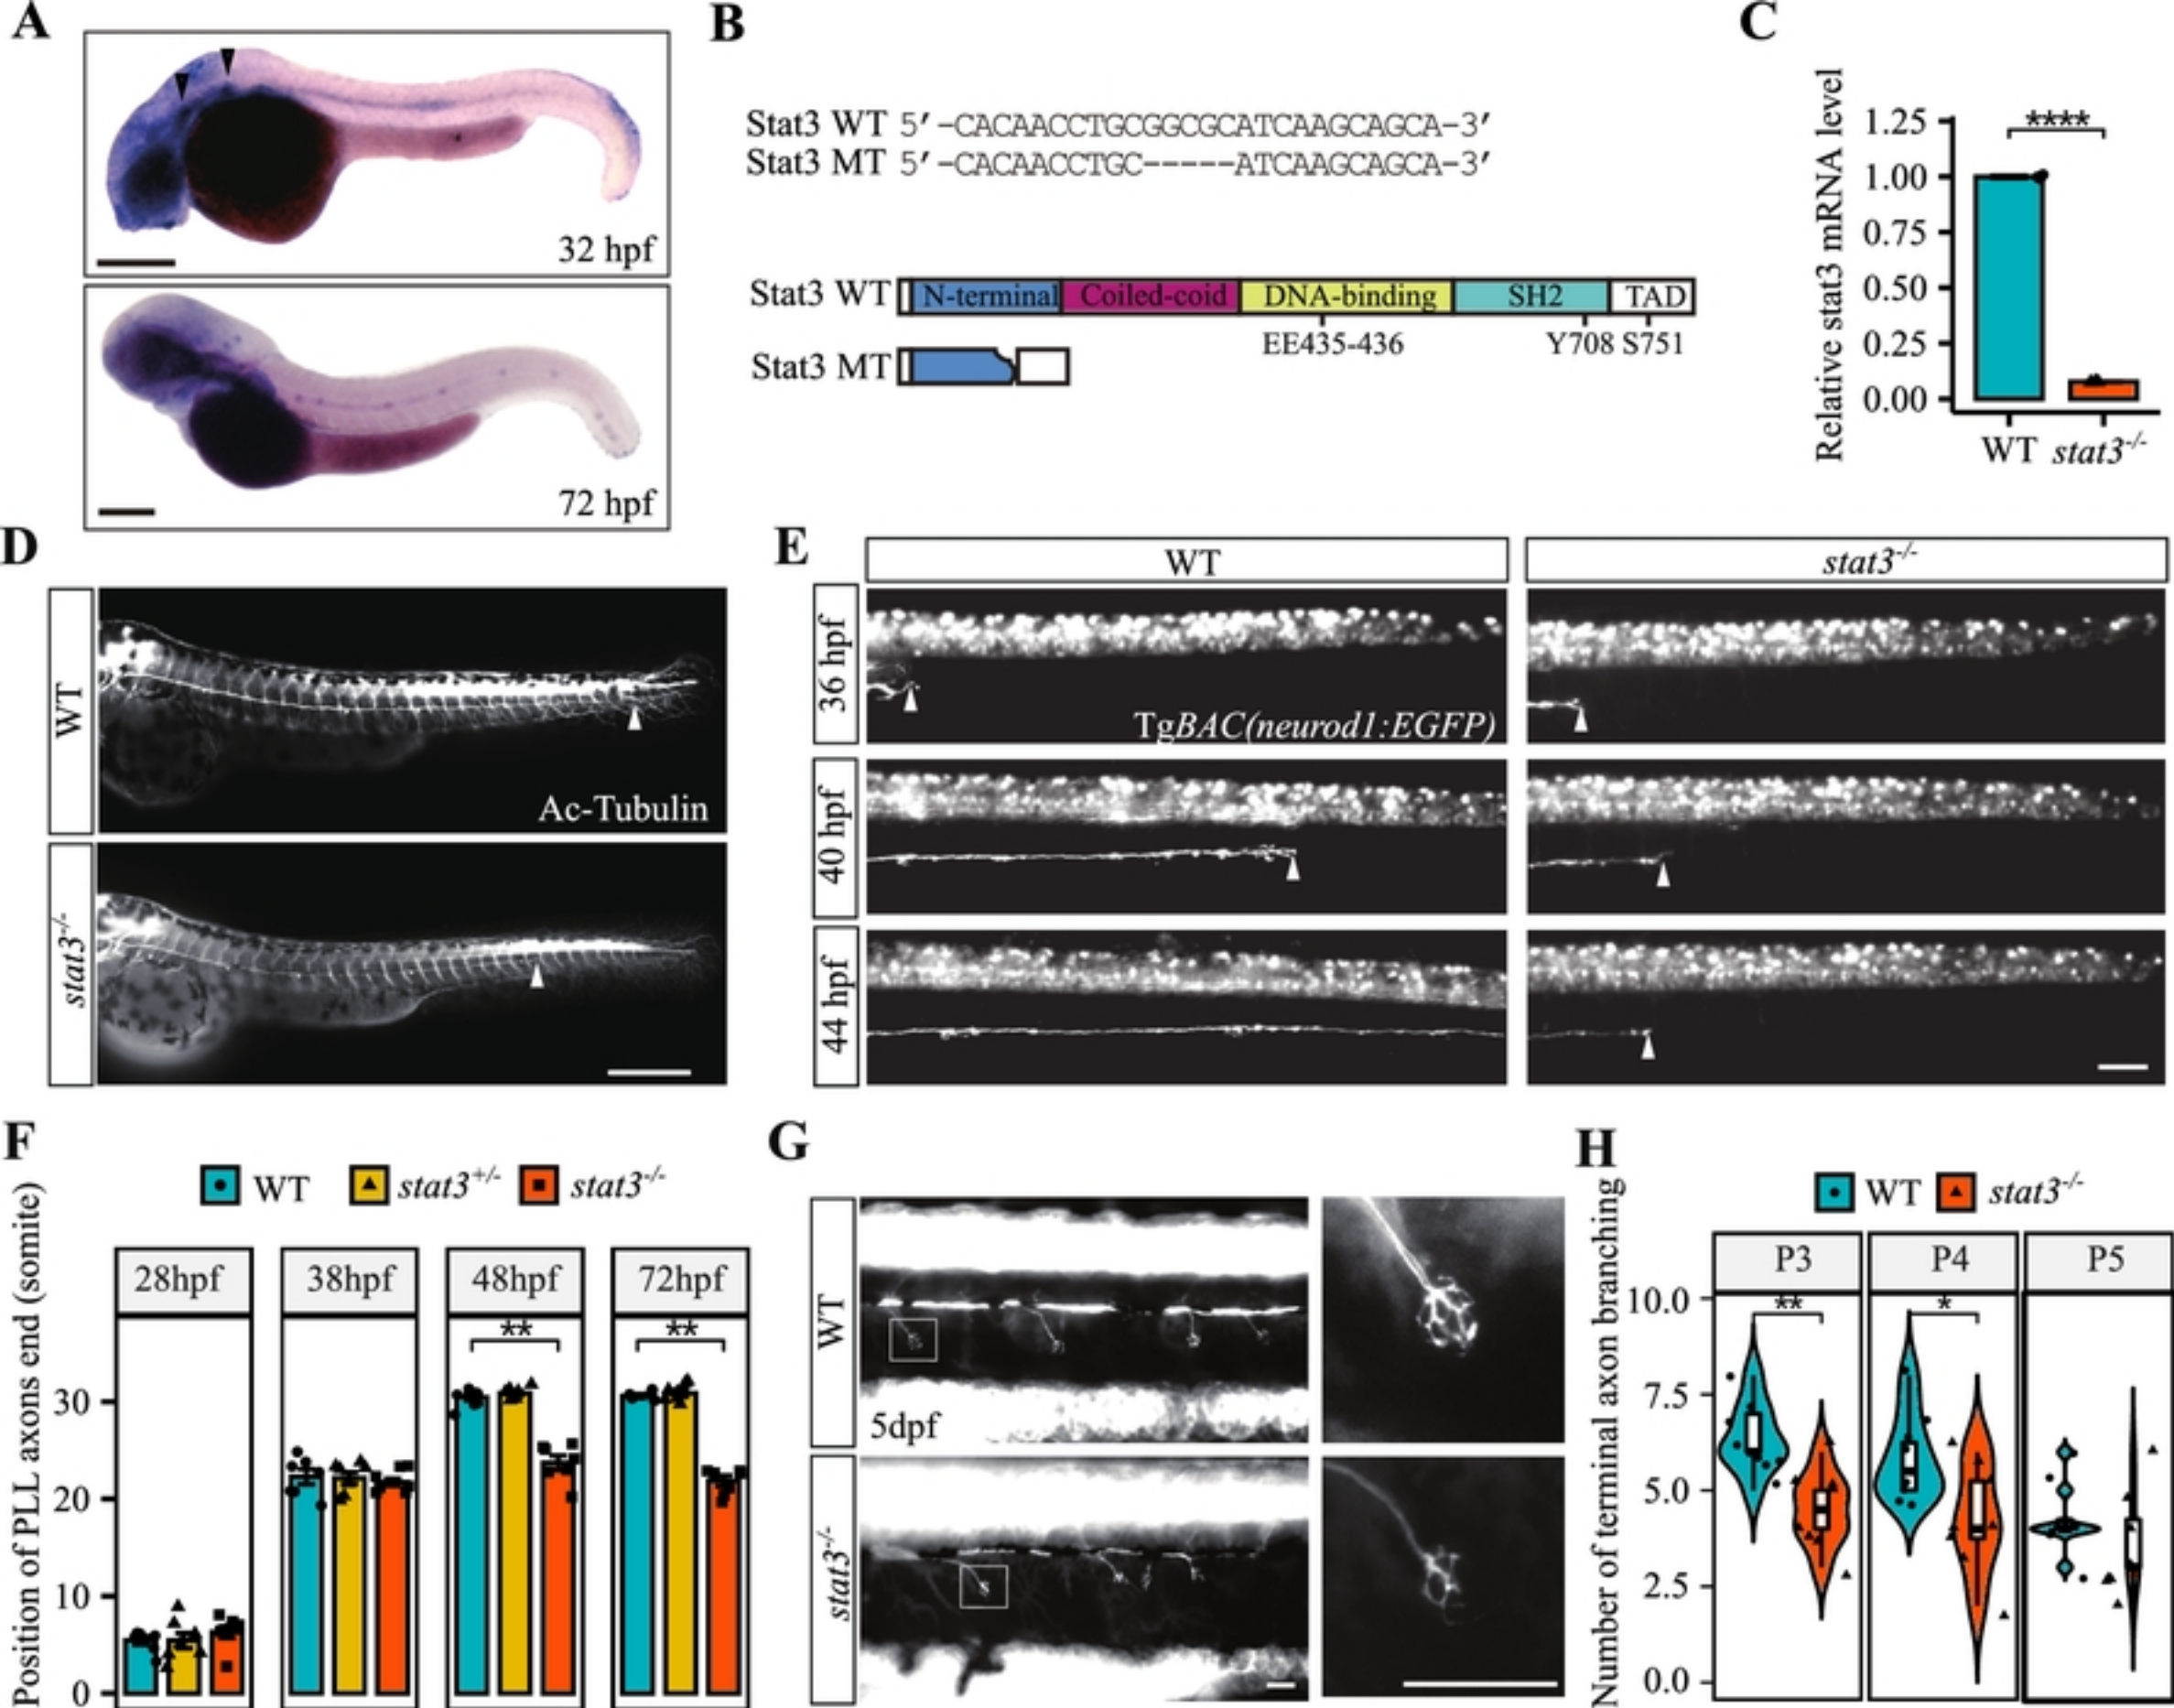 A
32 hpf
72 hpf
B
Stat3 WT 5′-CACAACCTGCGGCGCATCAAGCAGCA-3′
Stat3 MT 5′-CACAACCTGC-----ATCAAGCAGCA-3′
Stat3 WT N-terminal Coiled-coid DNA-binding SH2 TAD
EE435-436 Y708 S751
Stat3 MT
C
Relative stat3 mRNA level
1.25
1.00
0.75
0.50
0.25
0.00
****
WT stat3-/-
D
WT
Ac-Tubulin
stat3-/-
E
WT stat3-/-
36 hpf
TgBAC(neurod1:EGFP)
40 hpf
44 hpf
F
WT stat3+/- stat3-/-
Position of PLL axons end (somite)
28hpf 38hpf 48hpf 72hpf
** **
30
20
10
0
G
WT
5dpf
stat3-/-
H
WT stat3-/-
Number of terminal axon branching
P3 P4 P5
** *
10.0
7.5
5.0
2.5
0.0